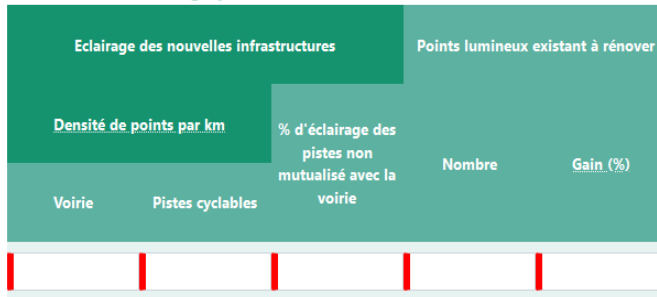 Eclairage des nouvelles infrastructures
Points lumineux existant à rénover
Densité de points par km
% d'éclairage des
pistes non
mutualisé avec la
voirie
Nombre
Gain (%)
Voirie
Pistes cyclables